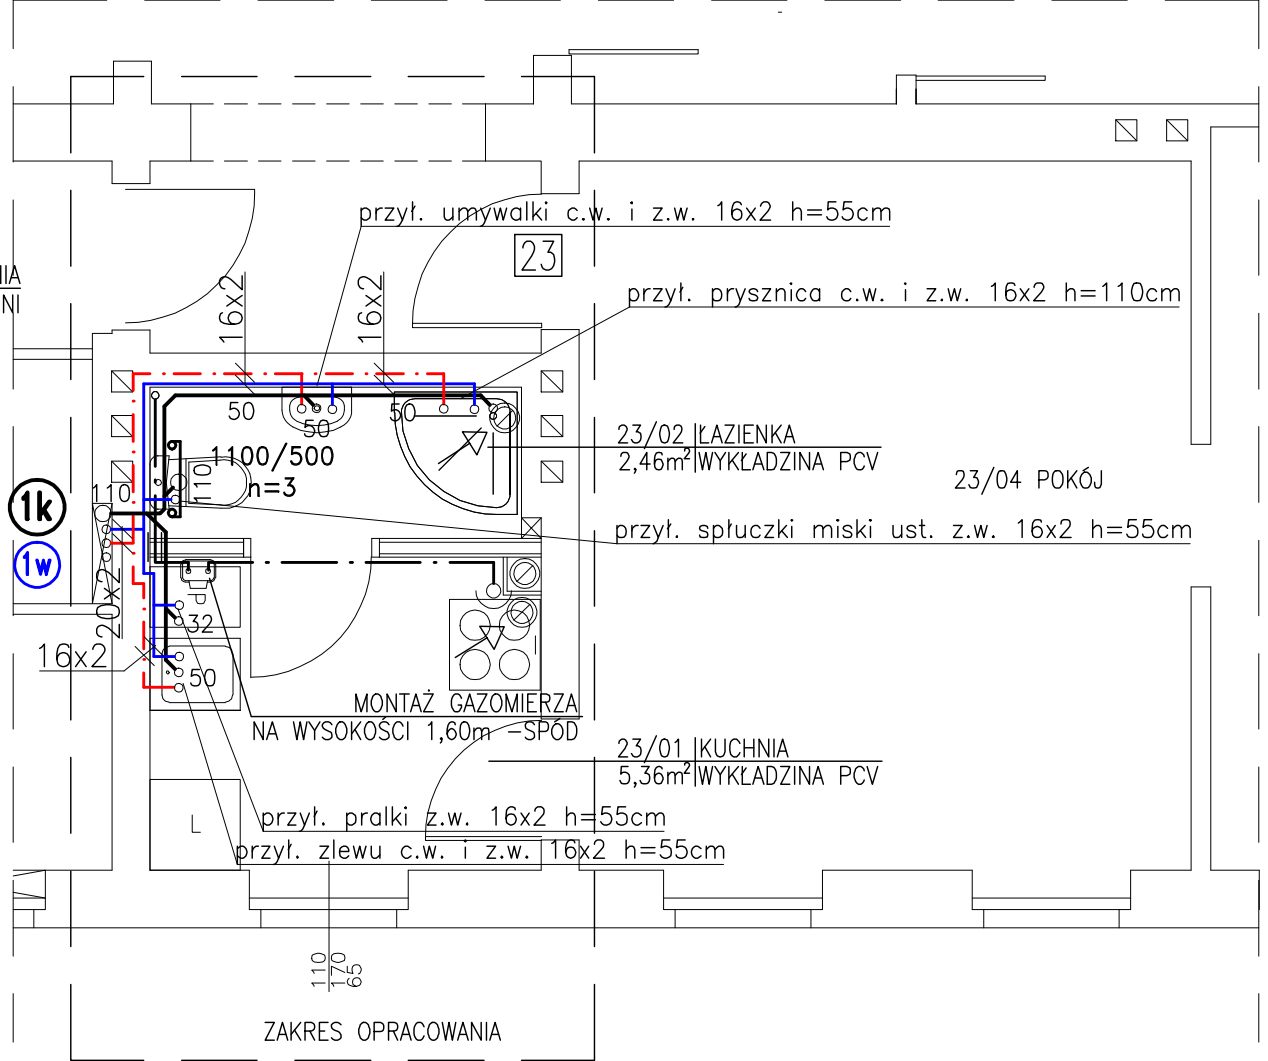 przył. umywalki c.w. i z.w. 16x2 h=55cm
23
NIA
NI
16x2
16x2
przył. prysznica c.w. i z.w. 16x2 h=110cm
50
50
50
23/02 ŁAZIENKA
2,46m² WYKŁADZINA PCV
1100/500
n=3
110
110
23/04 POKÓJ
1k
przył. spłuczki miski ust. z.w. 16x2 h=55cm
1w
20x2
P
32
16x2
50
MONTAŻ GAZOMIERZA
NA WYSOKOŚCI 1,60m -SPÓD
23/01 KUCHNIA
5,36m² WYKŁADZINA PCV
L
przył. pralki z.w. 16x2 h=55cm
przył. zlewu c.w. i z.w. 16x2 h=55cm
110
170
65
ZAKRES OPRACOWANIA